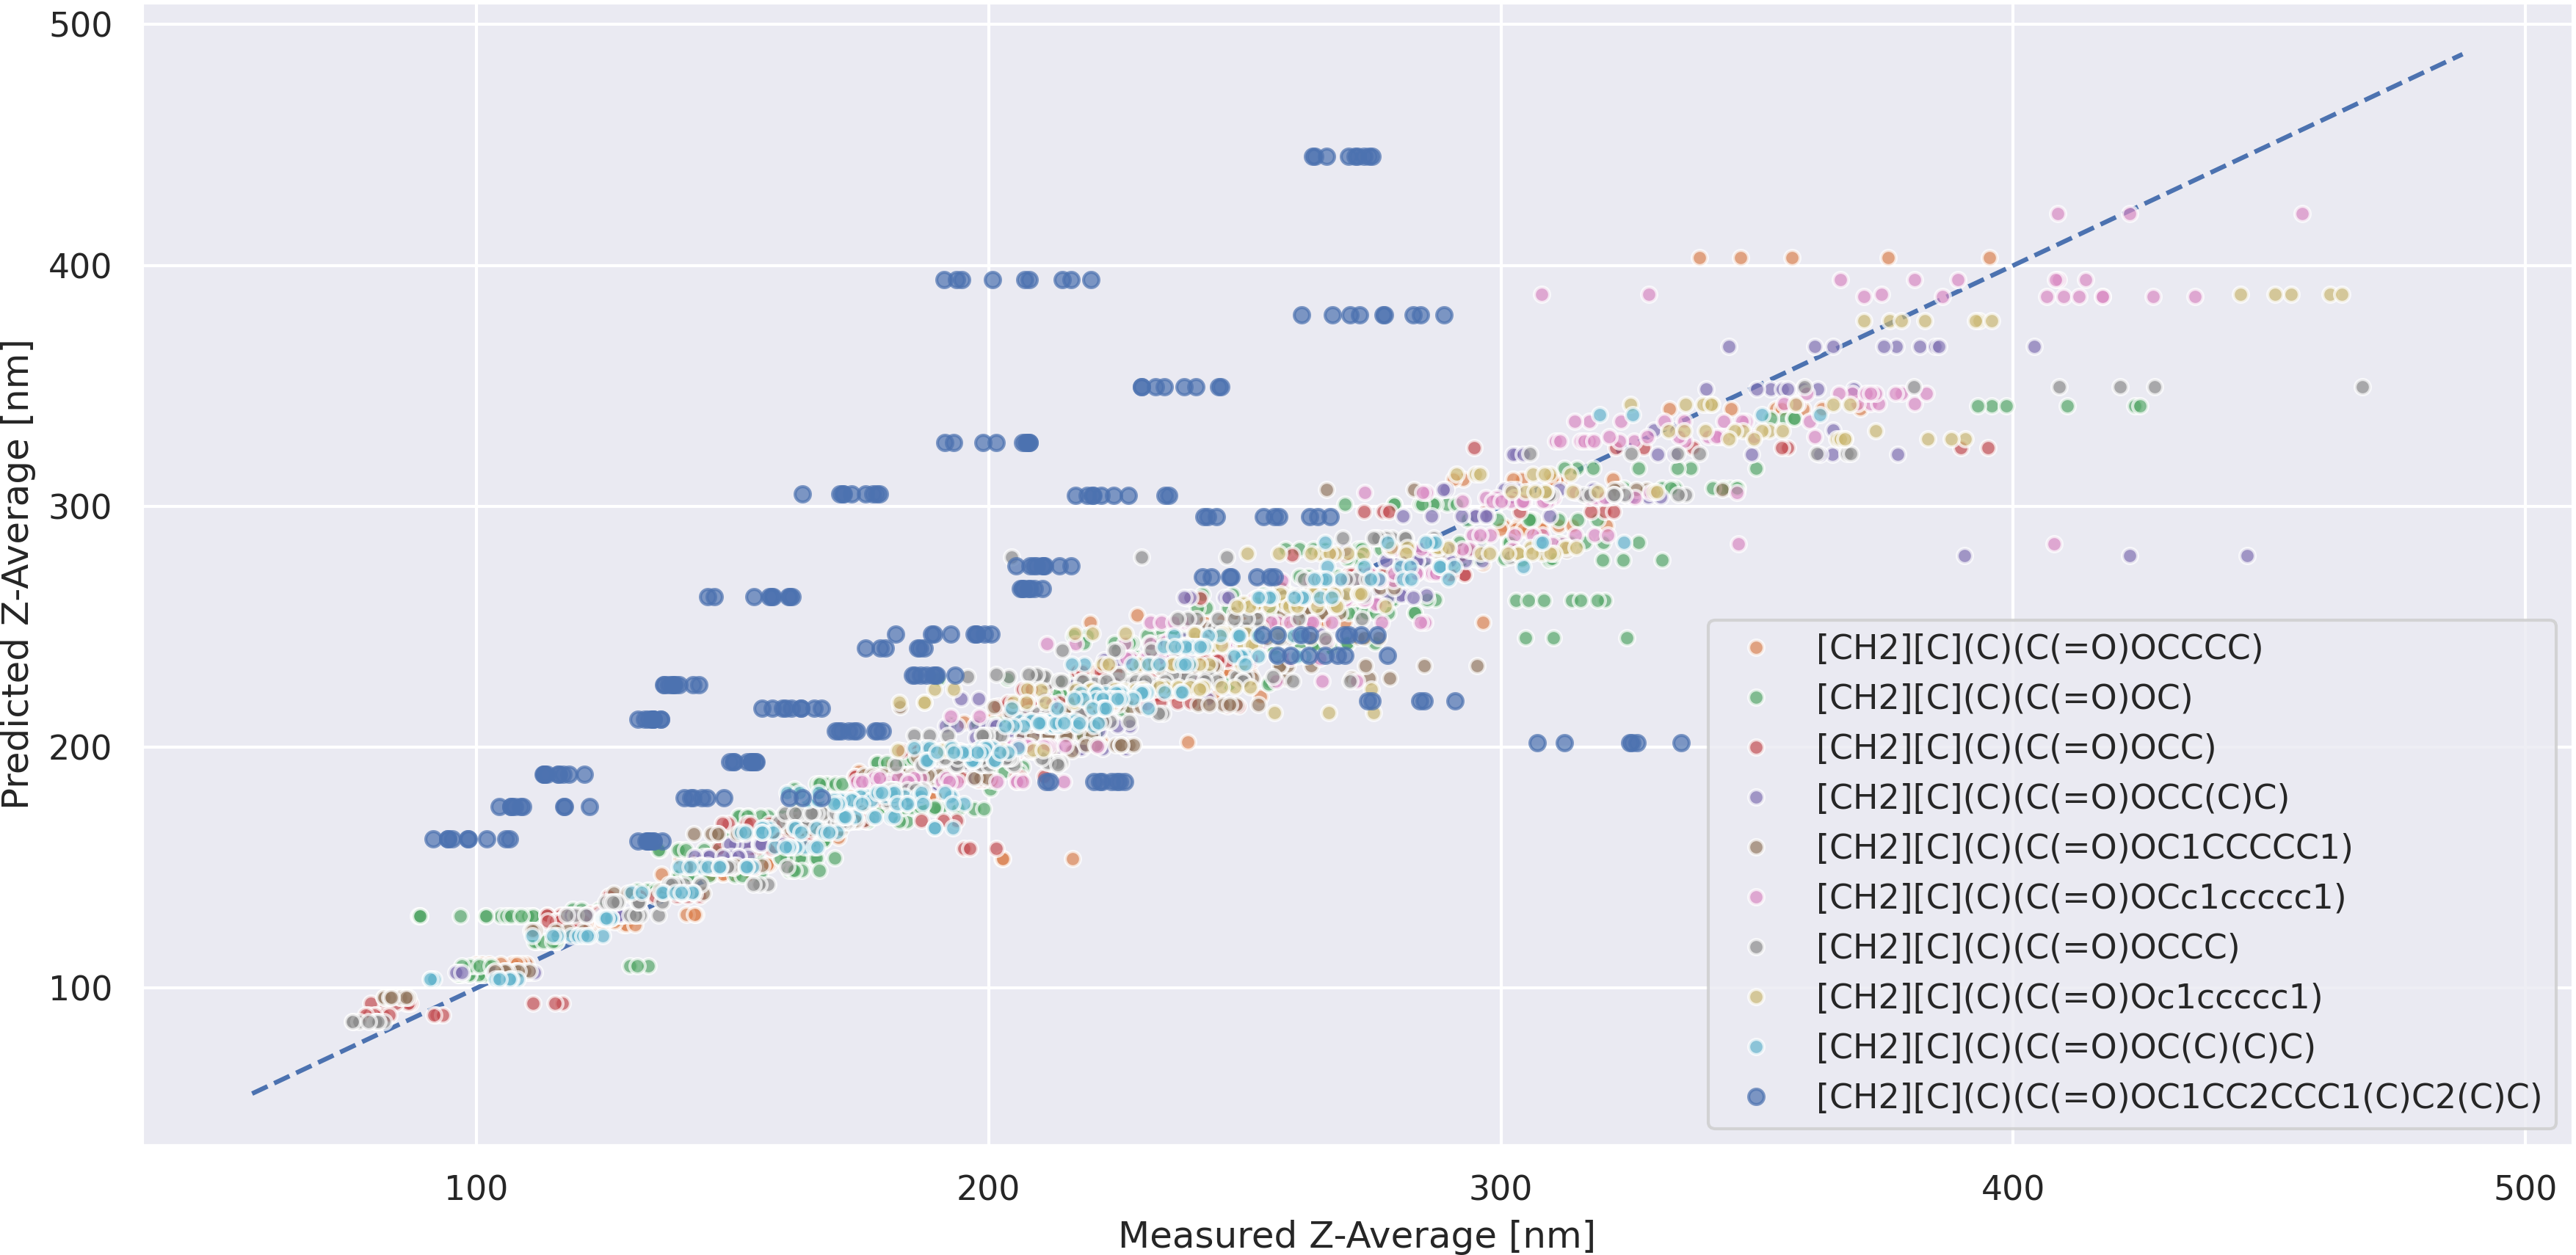 500
400
300
200
100
Predicted Z-Average [nm]
[CH2][C](C)(C(=O)OCCCC)
[CH2][C](C)(C(=O)OC)
[CH2][C](C)(C(=O)OCC)
[CH2][C](C)(C(=O)OCC(C)C)
[CH2][C](C)(C(=O)OC1CCCCC1)
[CH2][C](C)(C(=O)OCc1ccccc1)
[CH2][C](C)(C(=O)OCCC)
[CH2][C](C)(C(=O)Oc1ccccc1)
[CH2][C](C)(C(=O)OC(C)(C)C)
[CH2][C](C)(C(=O)OC1CC2CCC1(C)C2(C)C)
100 200 300 400 500
Measured Z-Average [nm]